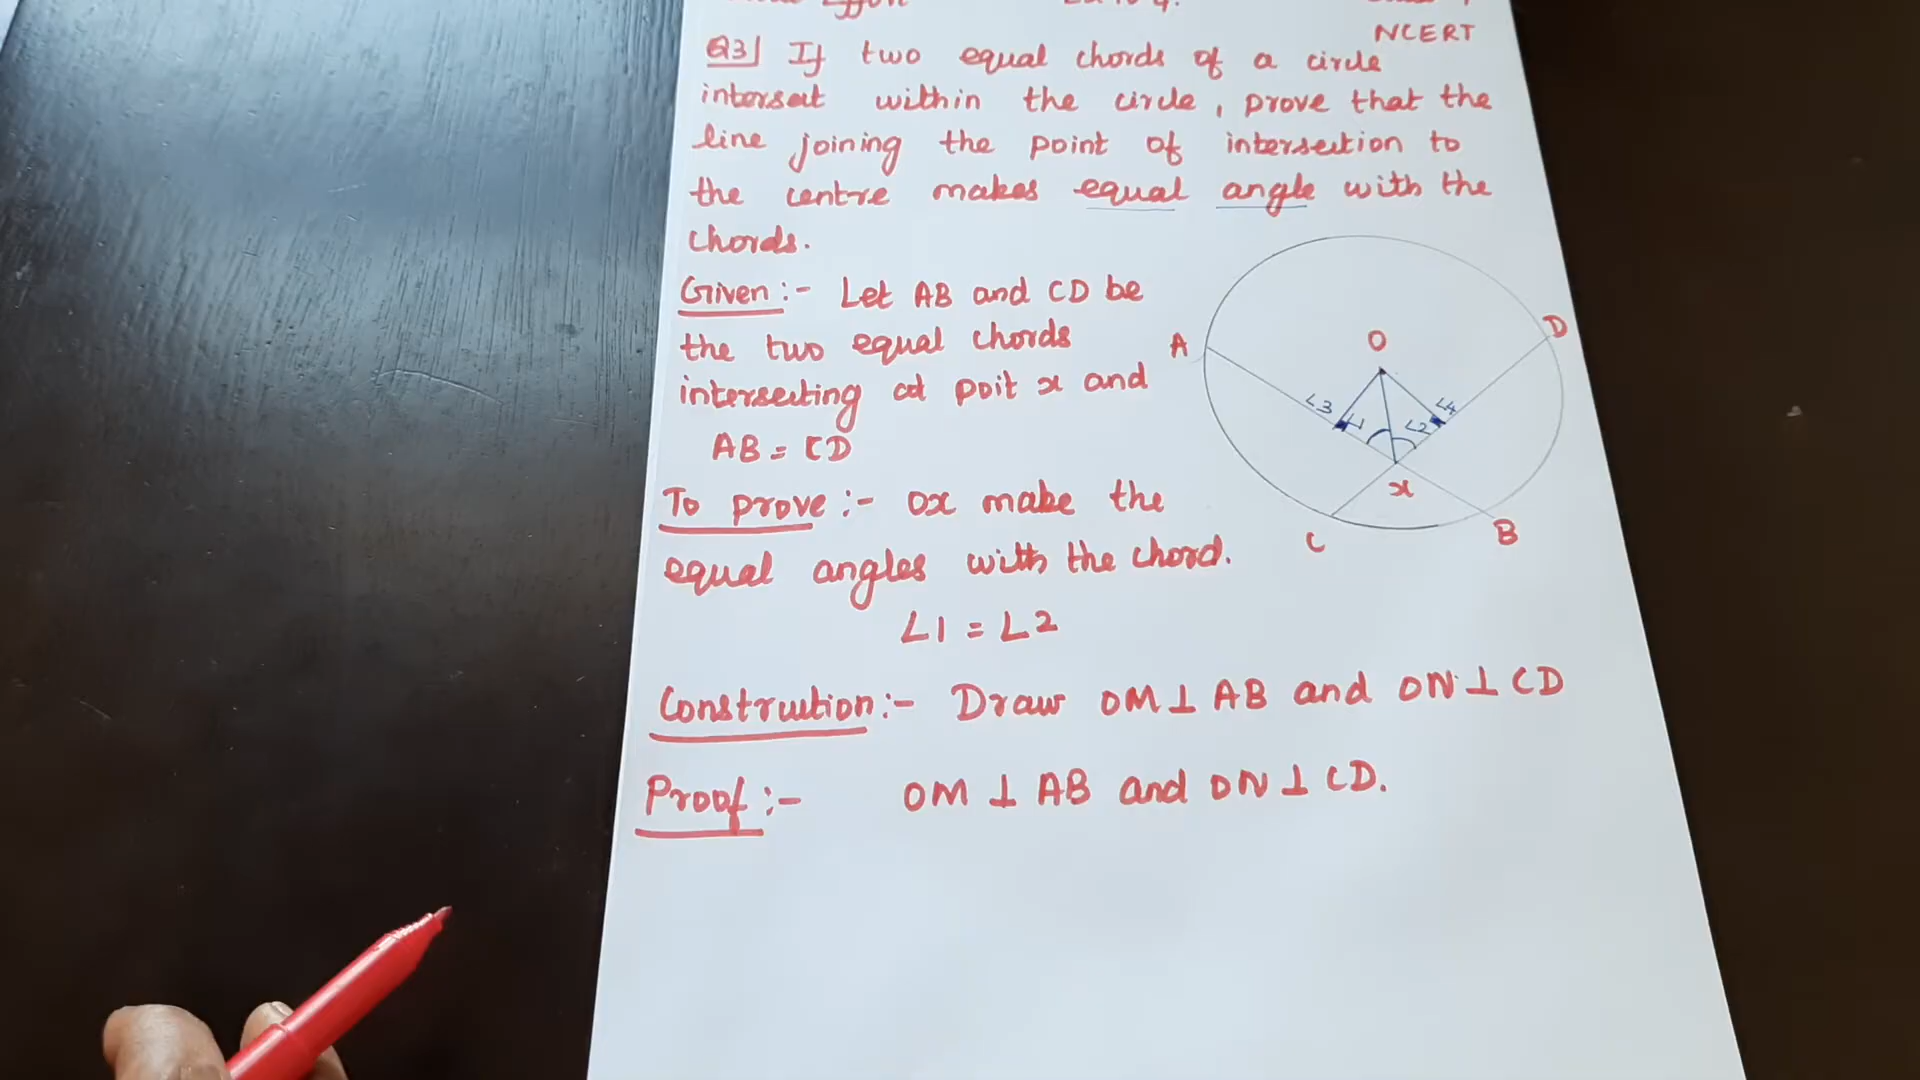 NCERT
Q3| If two equal chords of a circle
intersect within the circle, prove that the
line joining the point of intersection to
the centre makes equal angle with the
chords.
Given :- Let AB and CD be
the two equal chords
intersecting at poit x and
AB = CD
To prove :- Ox make the
equal angles with the chord.
∠1 = ∠2
Construction :- Draw OM ⊥ AB and ON ⊥ CD
Proof :- OM ⊥ AB and ON ⊥ CD.
A
O
D
∠3
∠1
∠2
∠4
x
C
B